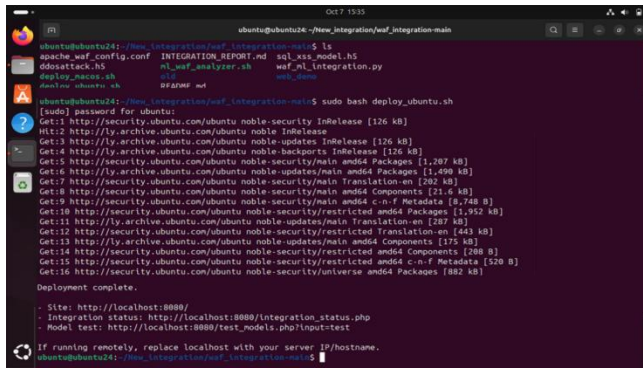 Oct 7 15:35
ubuntu@ubuntu24: ~/New_integration/waf_integration-main
ubuntu@ubuntu24:~/New_integration/waf_integration-main$ ls
apache_waf_config.conf INTEGRATION_REPORT.md sql_xss_model.h5
ddosattack.h5 ml_waf_analyzer.sh waf_ml_integration.py
deploy_macos.sh old web_demo
deploy_ubuntu.sh README.md
ubuntu@ubuntu24:~/New_integration/waf_integration-main$ sudo bash deploy_ubuntu.sh
[sudo] password for ubuntu:
Get:1 http://security.ubuntu.com/ubuntu noble-security InRelease [126 kB]
Hit:2 http://ly.archive.ubuntu.com/ubuntu noble InRelease
Get:3 http://ly.archive.ubuntu.com/ubuntu noble-updates InRelease [126 kB]
Get:4 http://ly.archive.ubuntu.com/ubuntu noble-backports InRelease [126 kB]
Get:5 http://security.ubuntu.com/ubuntu noble-security/main amd64 Packages [1,207 kB]
Get:6 http://ly.archive.ubuntu.com/ubuntu noble-updates/main amd64 Packages [1,490 kB]
Get:7 http://security.ubuntu.com/ubuntu noble-security/main Translation-en [202 kB]
Get:8 http://security.ubuntu.com/ubuntu noble-security/main amd64 Components [21.6 kB]
Get:9 http://security.ubuntu.com/ubuntu noble-security/main amd64 c-n-f Metadata [8,748 B]
Get:10 http://security.ubuntu.com/ubuntu noble-security/restricted amd64 Packages [1,952 kB]
Get:11 http://ly.archive.ubuntu.com/ubuntu noble-updates/main Translation-en [287 kB]
Get:12 http://security.ubuntu.com/ubuntu noble-security/restricted Translation-en [443 kB]
Get:13 http://ly.archive.ubuntu.com/ubuntu noble-updates/main amd64 Components [175 kB]
Get:14 http://security.ubuntu.com/ubuntu noble-security/restricted amd64 Components [208 B]
Get:15 http://security.ubuntu.com/ubuntu noble-security/restricted amd64 c-n-f Metadata [520 B]
Get:16 http://security.ubuntu.com/ubuntu noble-security/universe amd64 Packages [882 kB]
Deployment complete.
- Site: http://localhost:8080/
- Integration status: http://localhost:8080/integration_status.php
- Model test: http://localhost:8080/test_models.php?input=test
If running remotely, replace localhost with your server IP/hostname.
ubuntu@ubuntu24:~/New_integration/waf_integration-main$